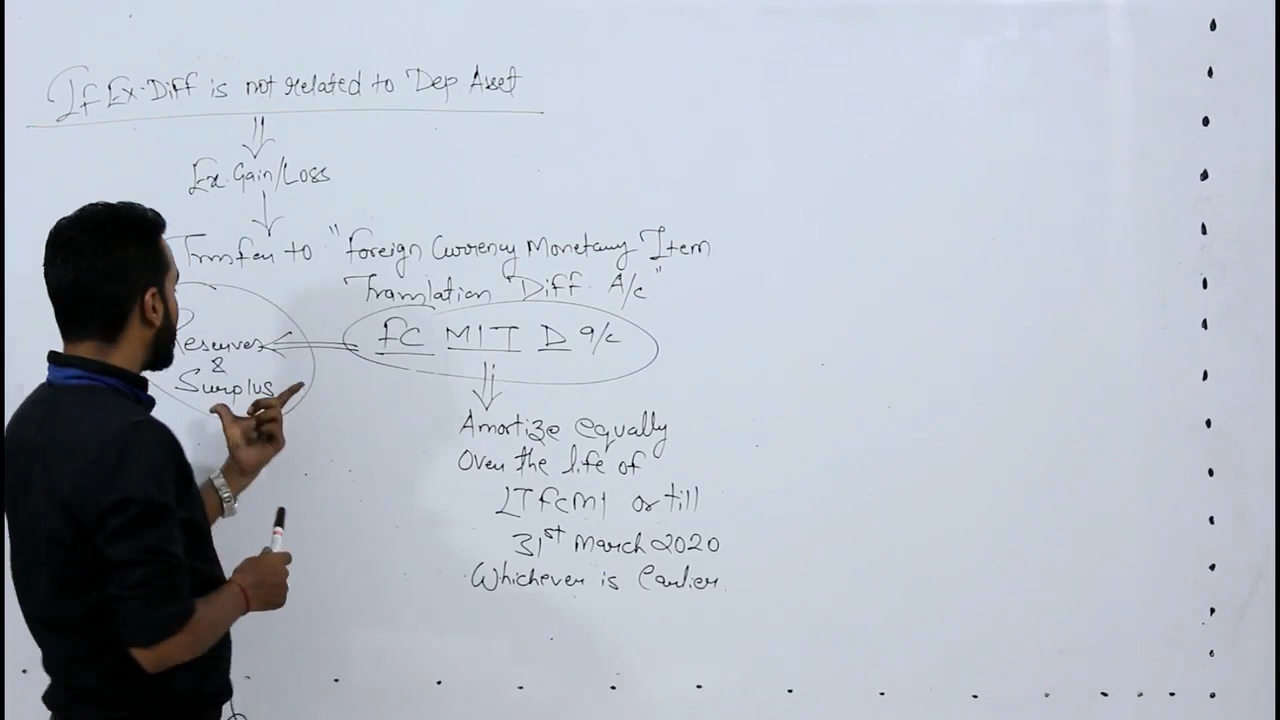 If Ex. Diff is not related to Dep Asset
Ex. Gain/Loss
Trnfer to "Foreign Currency Monetary Item
Translation Diff. A/c"
FC MIT D a/c
Reserves
&
Surplus
Amortize equally
Over the life of
LTFCMI or till
31st March 2020
Whichever is Earlier.